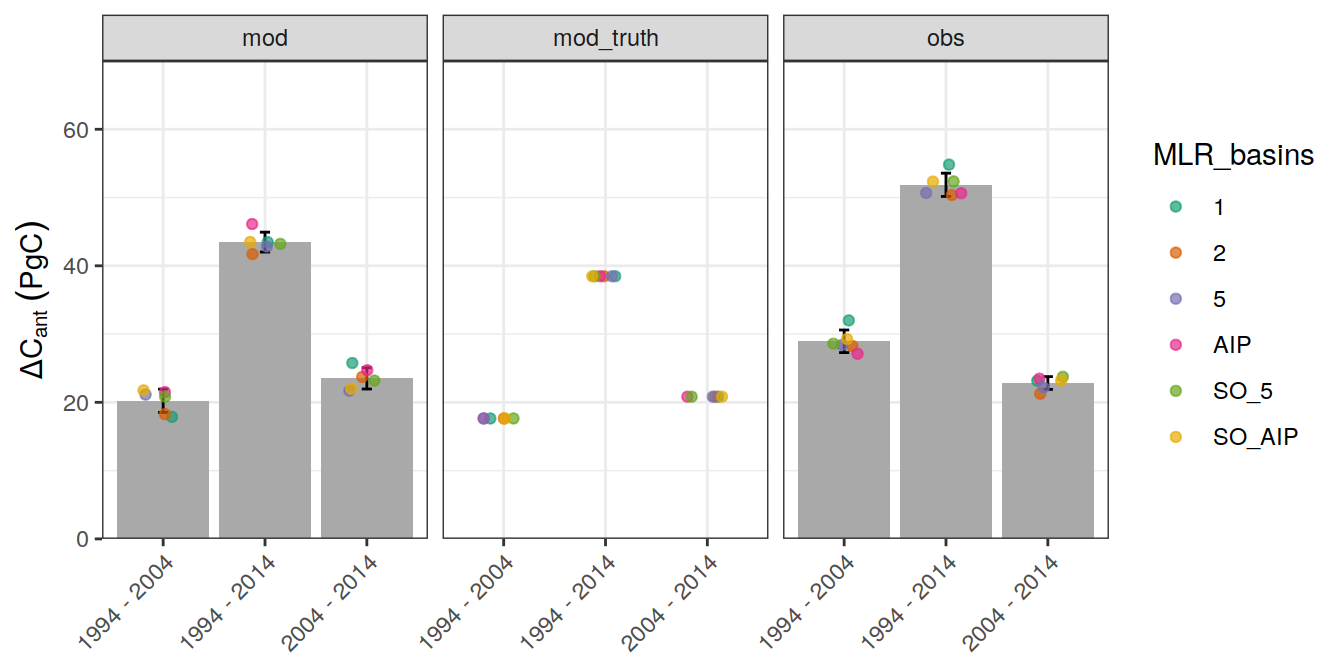 mod
mod_truth
obs
60
40
20
0
ΔCant (PgC)
1994 - 2004
1994 - 2014
2004 - 2014
1994 - 2004
1994 - 2014
2004 - 2014
1994 - 2004
1994 - 2014
2004 - 2014
MLR_basins
1
2
5
AIP
SO_5
SO_AIP